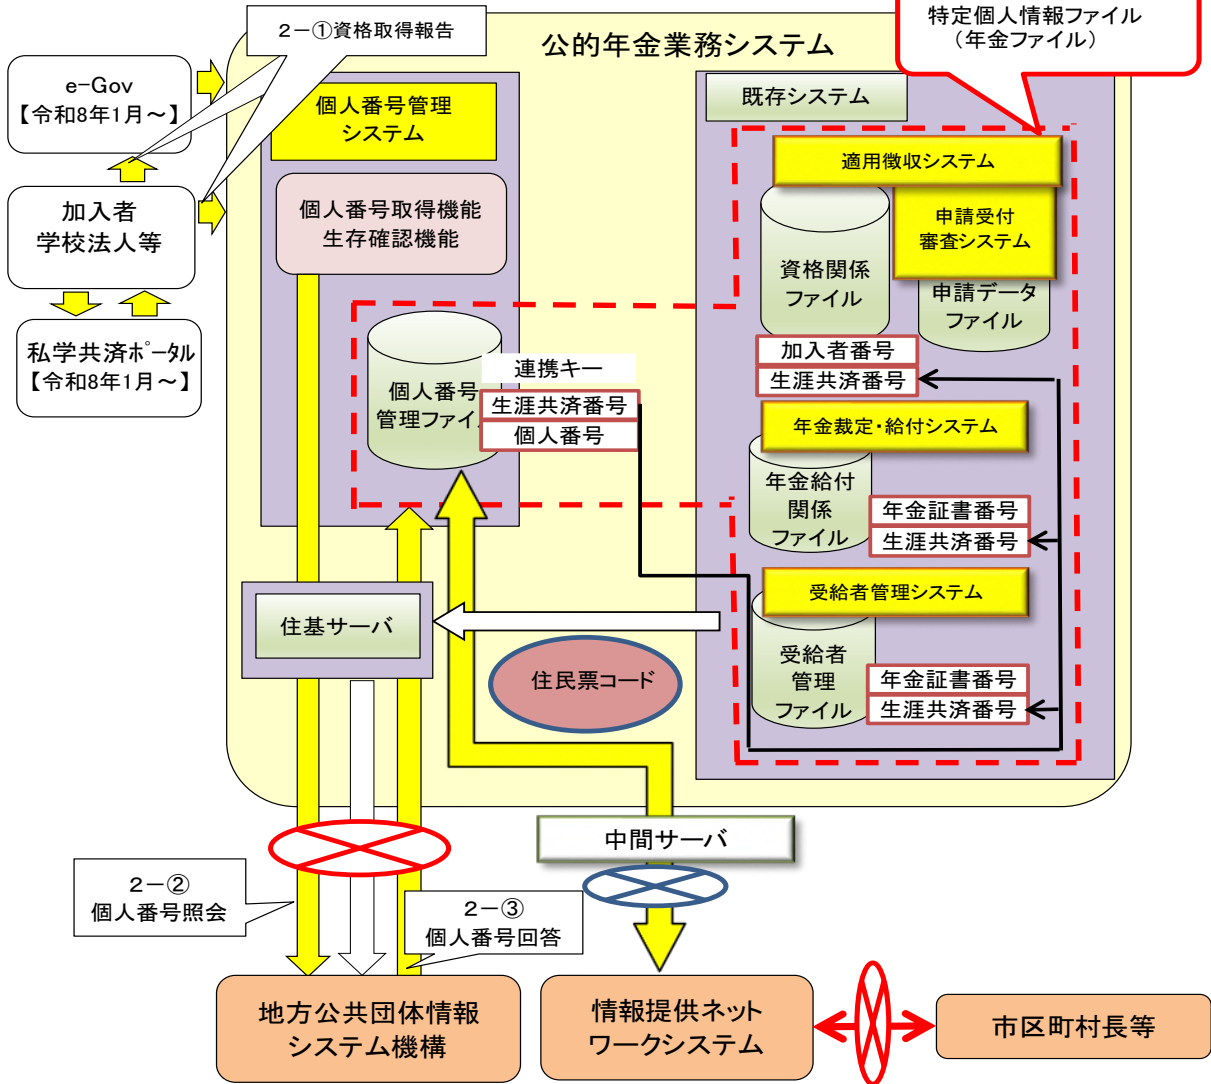 特定個人情報ファイル
（年金ファイル）
2－①資格取得報告
公的年金業務システム
e-Gov
【令和8年1月～】
個人番号管理
システム
既存システム
適用徴収システム
加入者
学校法人等
個人番号取得機能
生存確認機能
申請受付
審査システム
資格関係
ファイル
申請データ
ファイル
私学共済ﾎﾟｰﾀﾙ
【令和8年1月～】
加入者番号
生涯共済番号
連携キー
個人番号
管理ファイル
生涯共済番号
個人番号
年金裁定・給付システム
年金給付
関係
ファイル
年金証書番号
生涯共済番号
受給者管理システム
住基サーバ
住民票コード
受給者
管理
ファイル
年金証書番号
生涯共済番号
中間サーバ
2－②
個人番号照会
2－③
個人番号回答
地方公共団体情報
システム機構
情報提供ネット
ワークシステム
市区町村長等